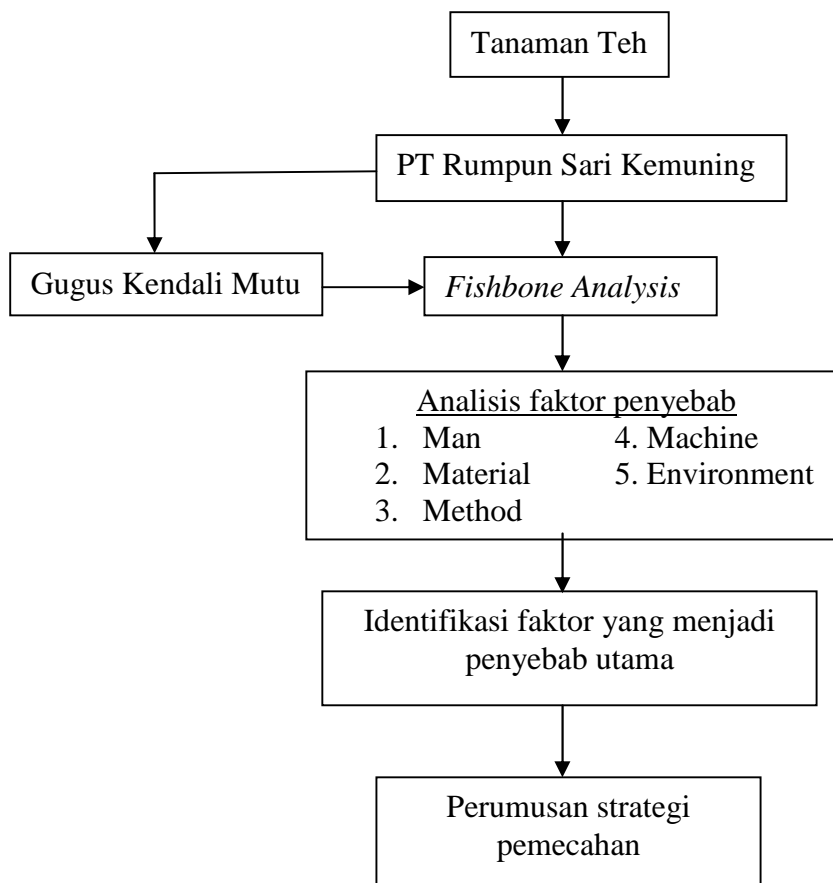 Tanaman Teh
PT Rumpun Sari Kemuning
Gugus Kendali Mutu
Fishbone Analysis
Analisis faktor penyebab
1. Man 4. Machine
2. Material 5. Environment
3. Method
Identifikasi faktor yang menjadi
penyebab utama
Perumusan strategi
pemecahan